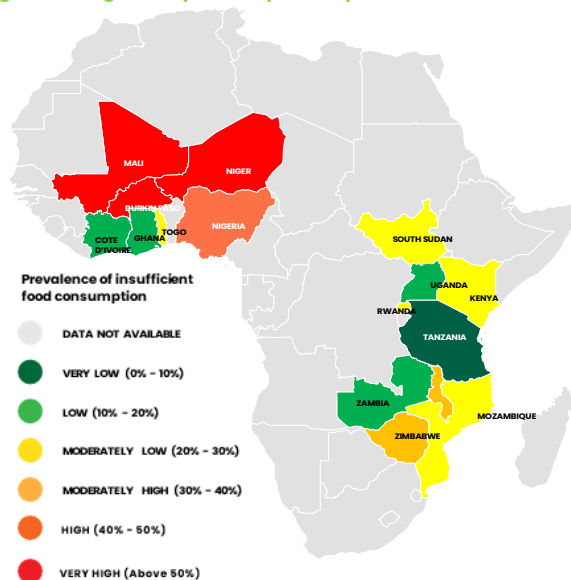 MALI
NIGER
BURKINA FASO
NIGERIA
TOGO
GHANA
COTE
D'IVOIRE
SOUTH SUDAN
UGANDA
KENYA
RWANDA
TANZANIA
ZAMBIA
MOZAMBIQUE
ZIMBABWE
Prevalence of insufficient
food consumption
DATA NOT AVAILABLE
VERY LOW (0% - 10%)
LOW (10% - 20%)
MODERATELY LOW (20% - 30%)
MODERATELY HIGH (30% - 40%)
HIGH (40% - 50%)
VERY HIGH (Above 50%)